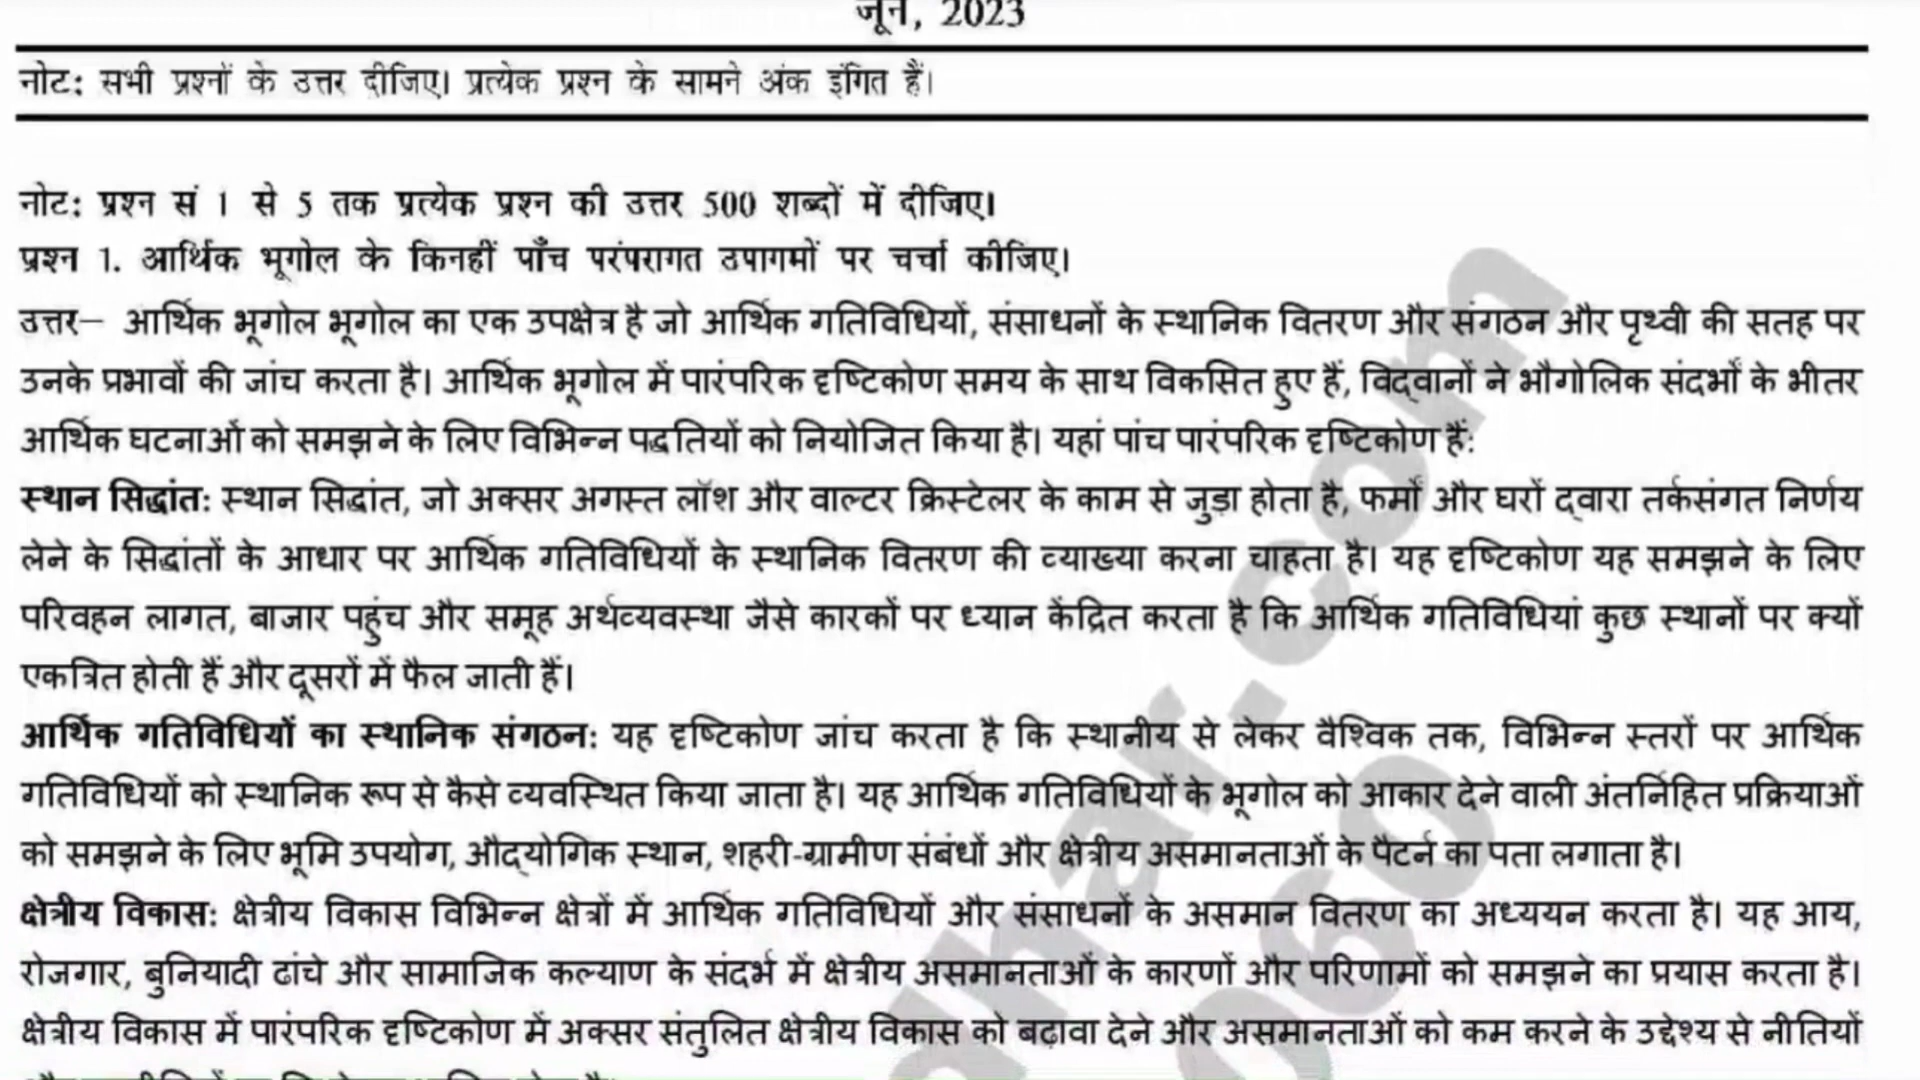 जून, 2023
नोट: सभी प्रश्नों के उत्तर दीजिए। प्रत्येक प्रश्न के सामने अंक इंगित हैं।
नोट: प्रश्न सं 1 से 5 तक प्रत्येक प्रश्न की उत्तर 500 शब्दों में दीजिए।
प्रश्न 1. आर्थिक भूगोल के किनहीं पाँच परंपरागत उपागमों पर चर्चा कीजिए।
उत्तर– आर्थिक भूगोल भूगोल का एक उपक्षेत्र है जो आर्थिक गतिविधियों, संसाधनों के स्थानिक वितरण और संगठन और पृथ्वी की सतह पर
उनके प्रभावों की जांच करता है। आर्थिक भूगोल में पारंपरिक दृष्टिकोण समय के साथ विकसित हुए हैं, विद्वानों ने भौगोलिक संदर्भों के भीतर
आर्थिक घटनाओं को समझने के लिए विभिन्न पद्धतियों को नियोजित किया है। यहां पांच पारंपरिक दृष्टिकोण हैं:
स्थान सिद्धांत: स्थान सिद्धांत, जो अक्सर अगस्त लॉश और वाल्टर क्रिस्टेलर के काम से जुड़ा होता है, फर्मों और घरों द्वारा तर्कसंगत निर्णय
लेने के सिद्धांतों के आधार पर आर्थिक गतिविधियों के स्थानिक वितरण की व्याख्या करना चाहता है। यह दृष्टिकोण यह समझने के लिए
परिवहन लागत, बाजार पहुंच और समूह अर्थव्यवस्था जैसे कारकों पर ध्यान केंद्रित करता है कि आर्थिक गतिविधियां कुछ स्थानों पर क्यों
एकत्रित होती हैं और दूसरों में फैल जाती हैं।
आर्थिक गतिविधियों का स्थानिक संगठन: यह दृष्टिकोण जांच करता है कि स्थानीय से लेकर वैश्विक तक, विभिन्न स्तरों पर आर्थिक
गतिविधियों को स्थानिक रूप से कैसे व्यवस्थित किया जाता है। यह आर्थिक गतिविधियों के भूगोल को आकार देने वाली अंतर्निहित प्रक्रियाओं
को समझने के लिए भूमि उपयोग, औद्योगिक स्थान, शहरी-ग्रामीण संबंधों और क्षेत्रीय असमानताओं के पैटर्न का पता लगाता है।
क्षेत्रीय विकास: क्षेत्रीय विकास विभिन्न क्षेत्रों में आर्थिक गतिविधियों और संसाधनों के असमान वितरण का अध्ययन करता है। यह आय,
रोजगार, बुनियादी ढांचे और सामाजिक कल्याण के संदर्भ में क्षेत्रीय असमानताओं के कारणों और परिणामों को समझने का प्रयास करता है।
क्षेत्रीय विकास में पारंपरिक दृष्टिकोण में अक्सर संतुलित क्षेत्रीय विकास को बढ़ावा देने और असमानताओं को कम करने के उद्देश्य से नीतियों